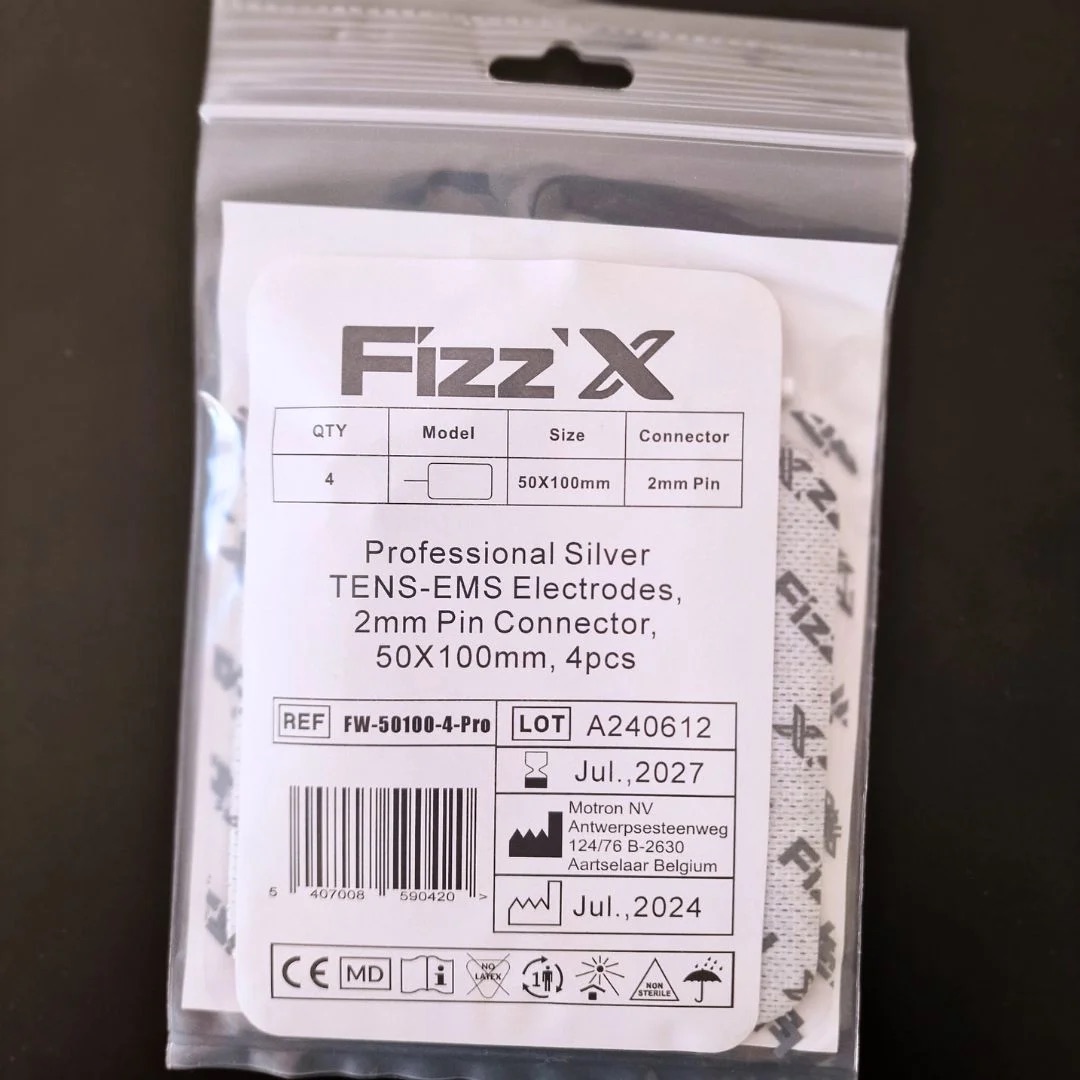 Fizz'X
QTY Model Size Connector
4 50X100mm 2mm Pin
Professional Silver
TENS-EMS Electrodes,
2mm Pin Connector,
50X100mm, 4pcs
REF FW-50100-4-Pro
LOT A240612
Jul.,2027
Motron NV
Antwerpsesteenweg
124/76 B-2630
Aartselaar Belgium
Jul.,2024
5 407008 590420 >
CE MD i NO LATEX 1 NON STERILE
Fizz